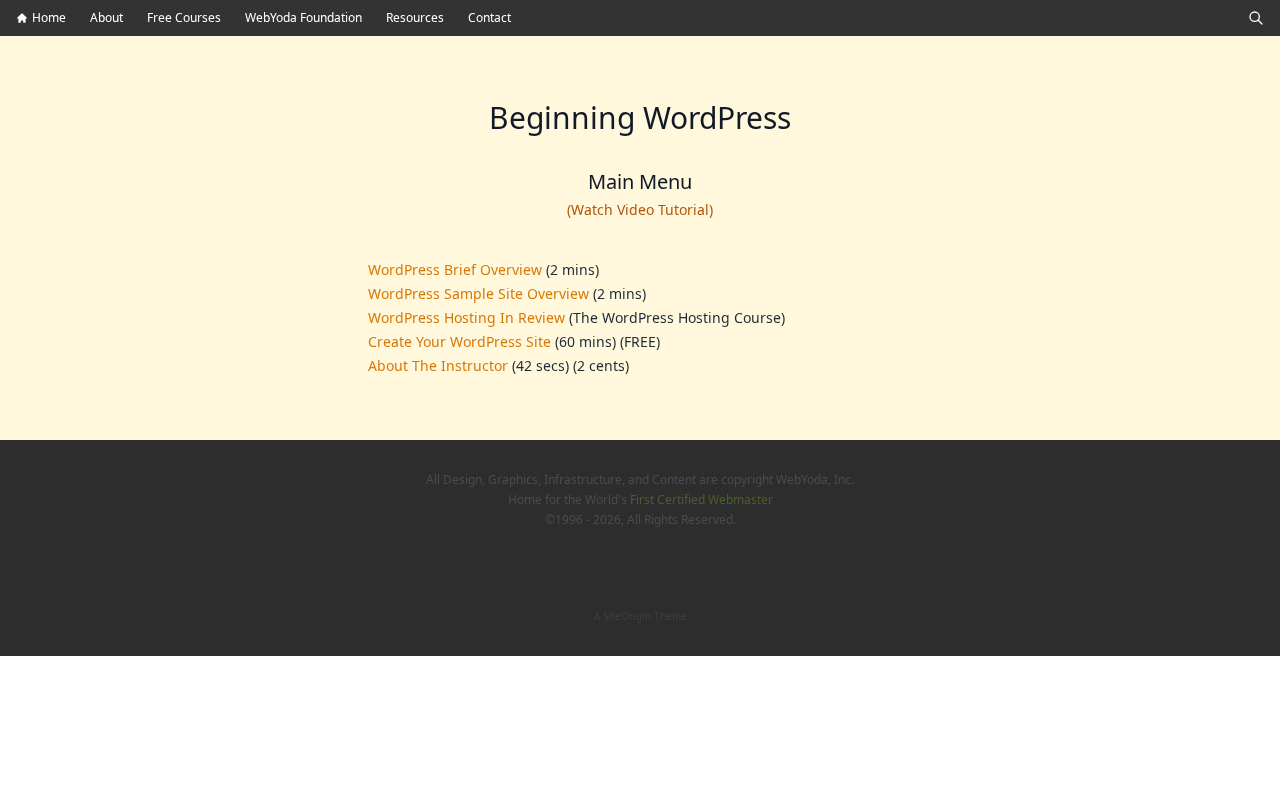 Home About Free Courses WebYoda Foundation Resources Contact
Beginning WordPress
Main Menu
(Watch Video Tutorial)
WordPress Brief Overview (2 mins)
WordPress Sample Site Overview (2 mins)
WordPress Hosting In Review (The WordPress Hosting Course)
Create Your WordPress Site (60 mins) (FREE)
About The Instructor (42 secs) (2 cents)
All Design, Graphics, Infrastructure, and Content are copyright WebYoda, Inc.
Home for the World's First Certified Webmaster
©1996 - 2026, All Rights Reserved.
A SiteOrigin Theme